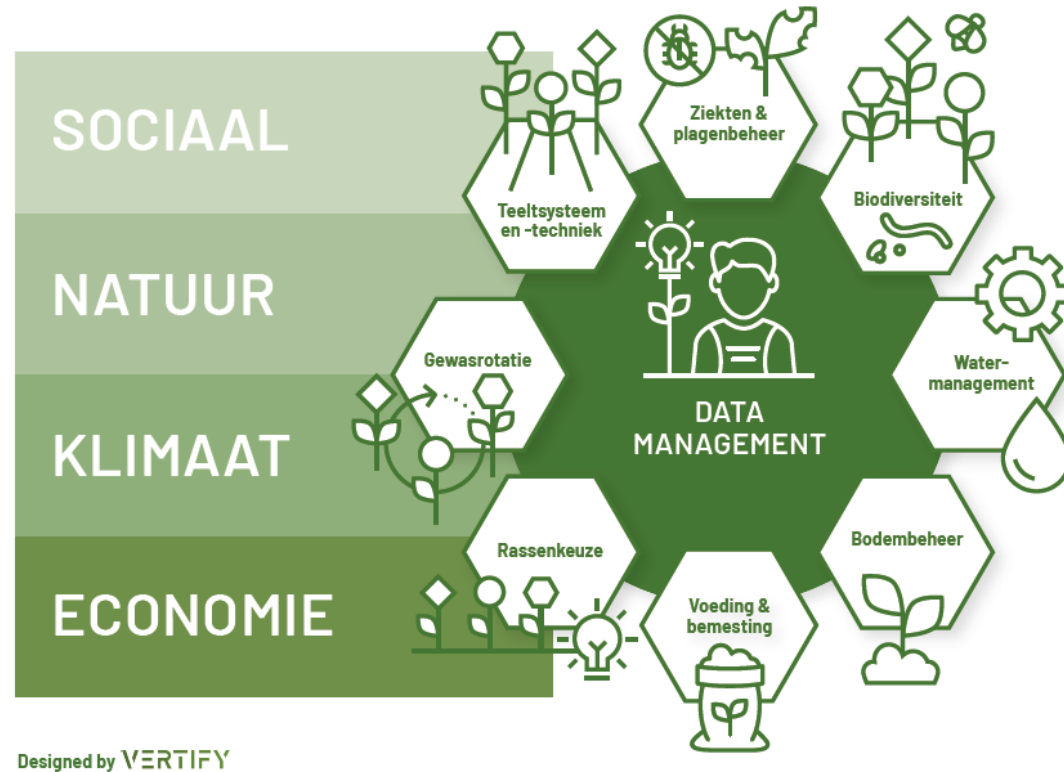 SOCIAAL
NATUUR
KLIMAAT
ECONOMIE
Ziekten &
plagenbeheer
Biodiversiteit
Water-
management
Bodembeheer
Voeding &
bemesting
Rassenkeuze
Gewasrotatie
Teeltsysteem
en -techniek
DATA
MANAGEMENT
Designed by VERTIFY